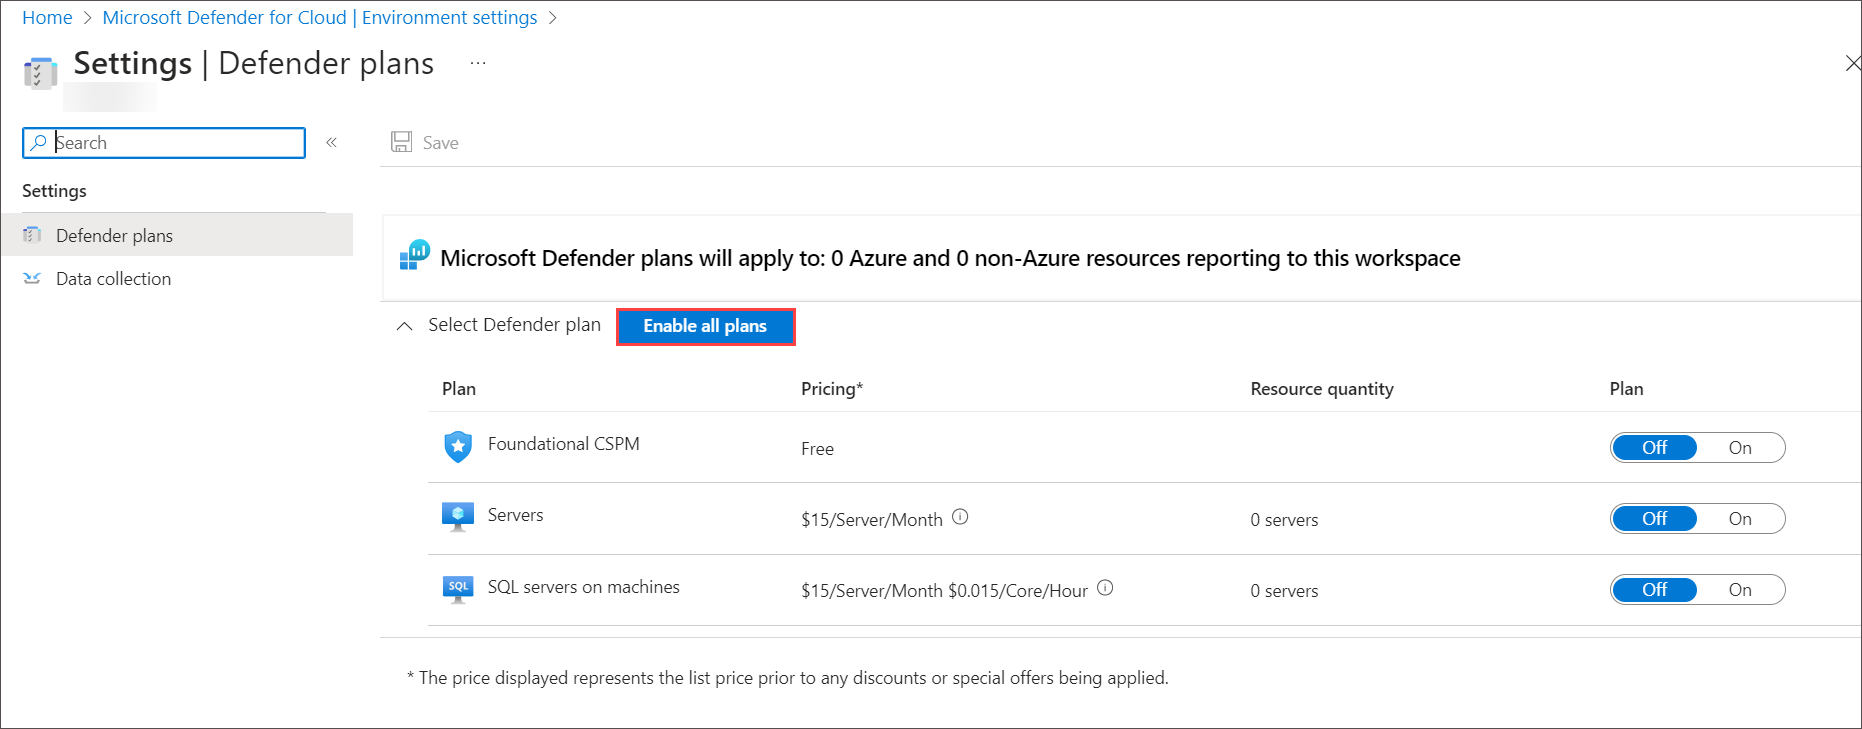 Home > Microsoft Defender for Cloud | Environment settings >
Settings | Defender plans ...
Search «
Save
Settings
Defender plans
Data collection
Microsoft Defender plans will apply to: 0 Azure and 0 non-Azure resources reporting to this workspace
Select Defender plan Enable all plans
Plan Pricing* Resource quantity Plan
Foundational CSPM Free Off On
Servers $15/Server/Month 0 servers Off On
SQL SQL servers on machines $15/Server/Month $0.015/Core/Hour 0 servers Off On
* The price displayed represents the list price prior to any discounts or special offers being applied.